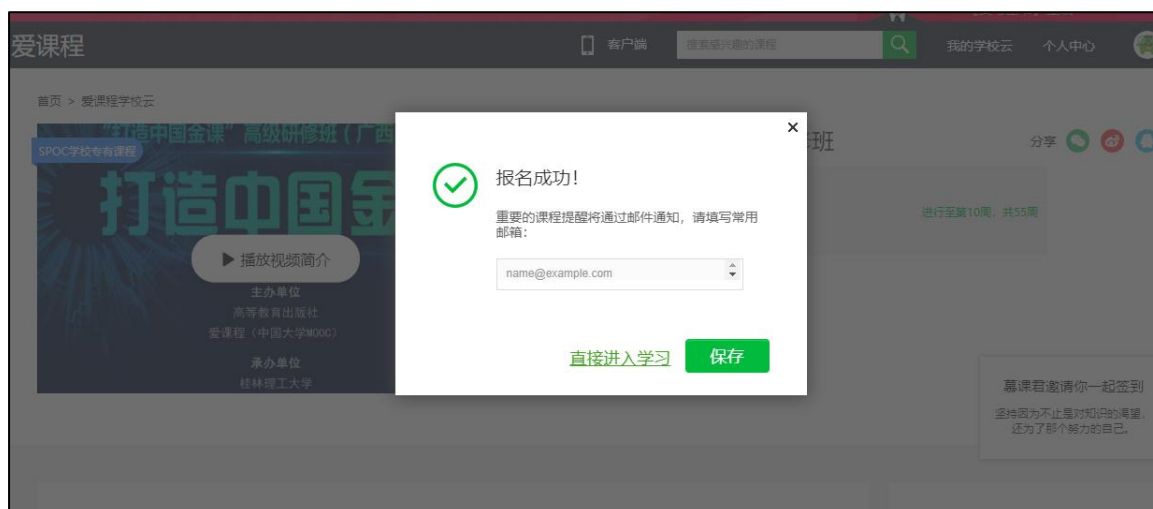 爱课程
客户端
搜索感兴趣的课程
我的学校云
个人中心
首页 > 爱课程学校云
"打造中国金课"高级研修班(广西
SPOC学校专有课程
打造中国金
播放视频简介
主办单位
高等教育出版社
爱课程(中国大学MOOC)
承办单位
桂林理工大学
班
分享
进行至第10周，共55周
×
报名成功！
重要的课程提醒将通过邮件通知，请填写常用
邮箱：
name@example.com
直接进入学习
保存
慕课君邀请你一起签到
坚持因为不止是对知识的渴望，
还为了那个努力的自己。